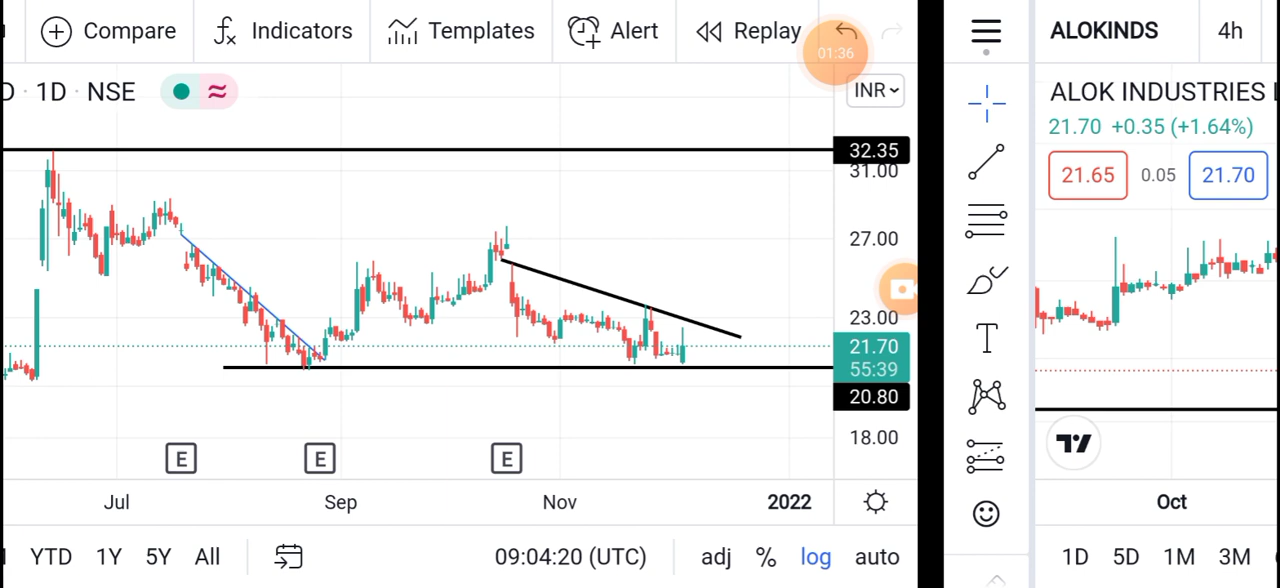 Compare
Indicators
Templates
Alert
Replay
01:36
D · 1D · NSE
INR
32.35
31.00
27.00
23.00
21.70
55:39
20.80
18.00
E
E
E
Jul
Sep
Nov
2022
YTD
1Y
5Y
All
09:04:20 (UTC)
adj
%
log
auto
ALOKINDS
4h
ALOK INDUSTRIES
21.70 +0.35 (+1.64%)
21.65
0.05
21.70
T
Oct
1D
5D
1M
3M